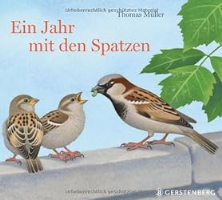 urheberrechtlich geschütztes Material
Thomas Müller
Ein Jahr
mit den Spatzen
GERSTENBERG
urheberrechtlich geschütztes Material